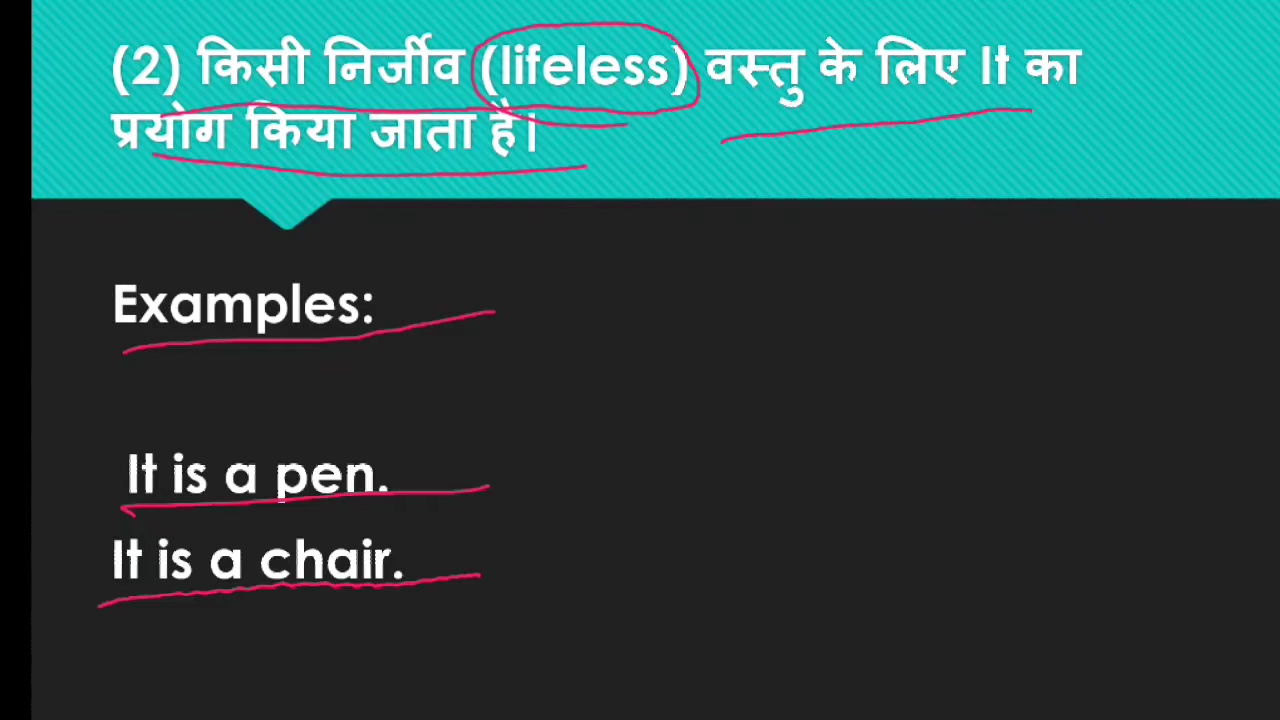 (2) किसी निर्जीव (lifeless) वस्तु के लिए It का
प्रयोग किया जाता है।
Examples:
It is a pen.
It is a chair.